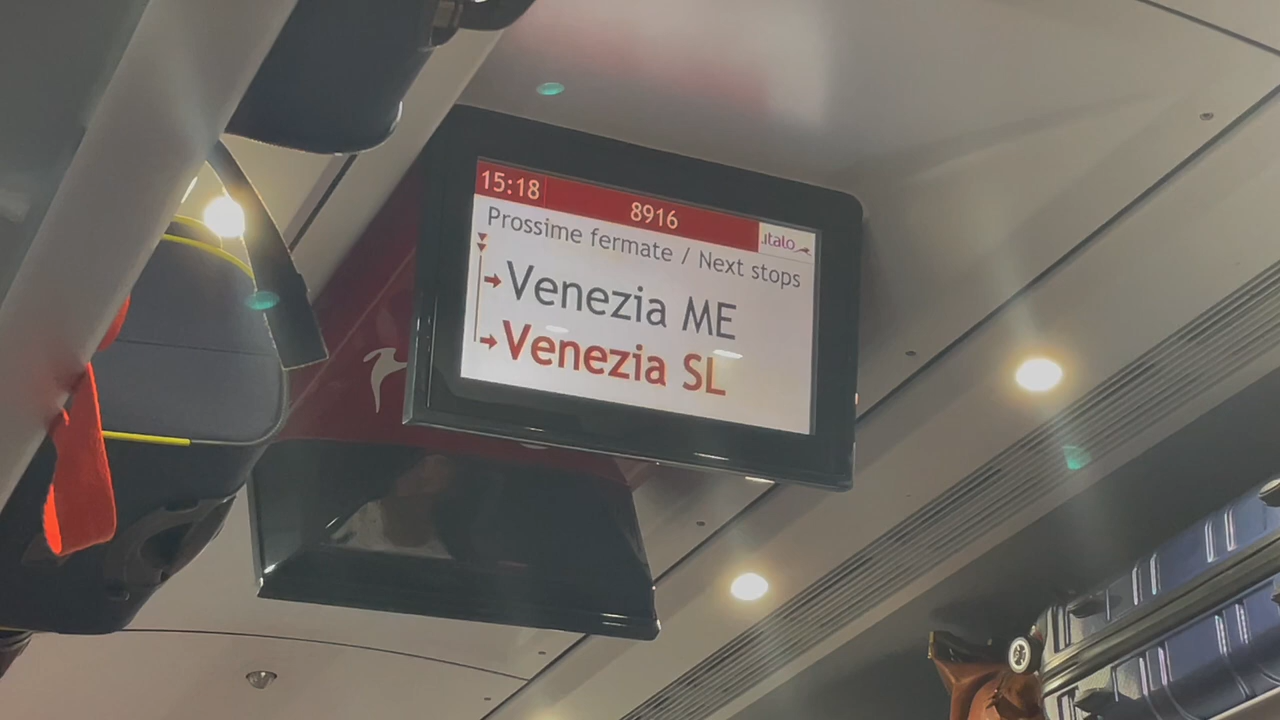 15:18 8916 .italo
Prossime fermate / Next stops
Venezia ME
Venezia SL